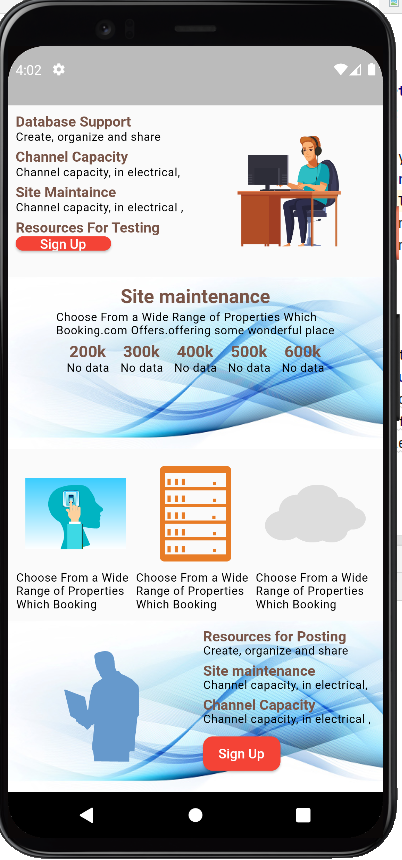 4:02
Database Support
Create, organize and share
Channel Capacity
Channel capacity, in electrical,
Site Maintaince
Channel capacity, in electrical ,
Resources For Testing
Sign Up
Site maintenance
Choose From a Wide Range of Properties Which
Booking.com Offers.offering some wonderful place
200k 300k 400k 500k 600k
No data No data No data No data No data
Choose From a Wide
Range of Properties
Which Booking
Choose From a Wide
Range of Properties
Which Booking
Choose From a Wide
Range of Properties
Which Booking
Resources for Posting
Create, organize and share
Site maintenance
Channel capacity, in electrical,
Channel Capacity
Channel capacity, in electrical ,
Sign Up